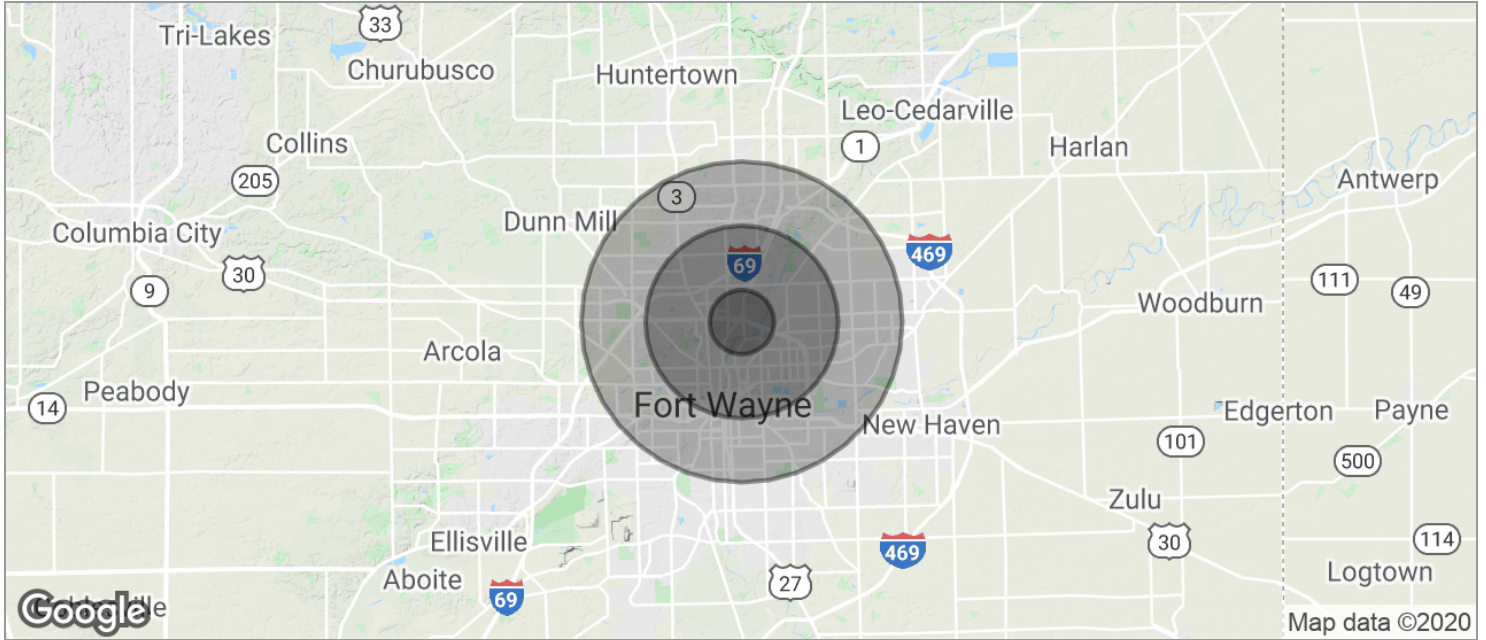 33
Tri-Lakes
Churubusco
Huntertown
Leo-Cedarville
1
Collins
Harlan
205
Antwerp
3
Dunn Mill
Columbia City
30
69
469
111
49
9
Woodburn
Arcola
Peabody
14
Fort Wayne
New Haven
Edgerton
Payne
101
500
Zulu
Ellisville
469
30
114
Aboite
27
Logtown
69
Google
Map data ©2020